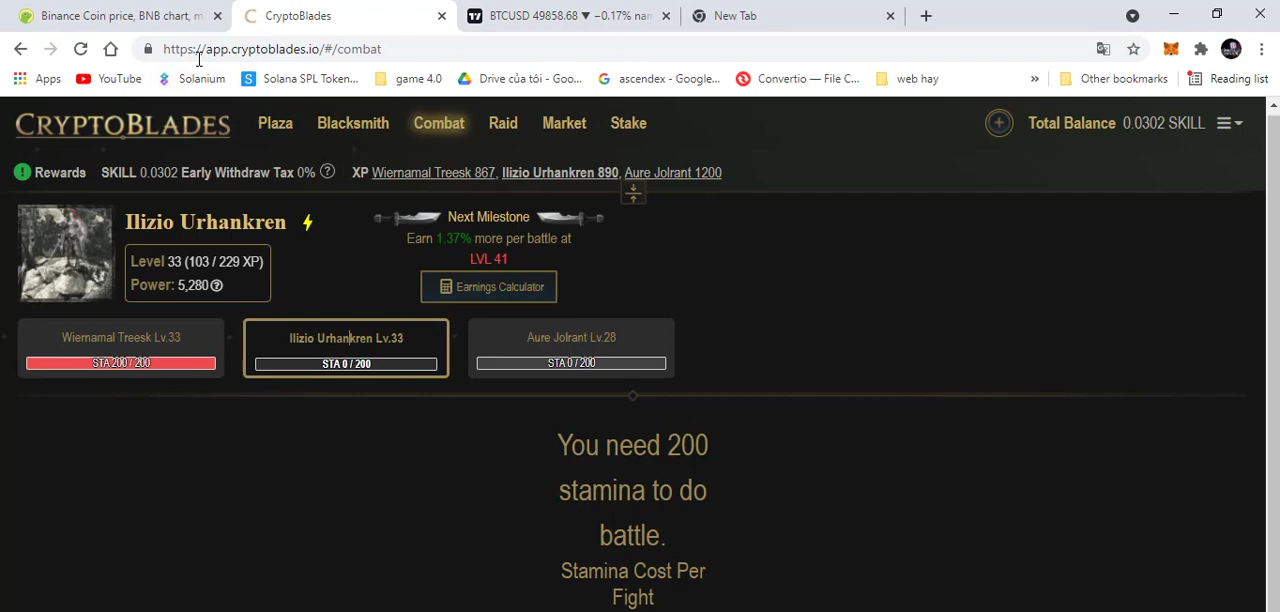 Binance Coin price, BNB chart, m
CryptoBlades
BTCUSD 49858.68 ▼ −0.17% nan
New Tab
https://app.cryptoblades.io/#/combat
Apps
YouTube
Solanium
Solana SPL Token...
game 4.0
Drive của tôi - Goo...
ascendex - Google...
Convertio — File C...
web hay
»
Other bookmarks
Reading list
CRYPTOBLADES
Plaza
Blacksmith
Combat
Raid
Market
Stake
Total Balance 0.0302 SKILL
Rewards SKILL 0.0302 Early Withdraw Tax 0% XP Wiernamal Treesk 867, Ilizio Urhankren 890, Aure Jolrant 1200
Ilizio Urhankren
Level 33 (103 / 229 XP)
Power: 5,280
Next Milestone
Earn 1.37% more per battle at
LVL 41
Earnings Calculator
Wiernamal Treesk Lv.33
STA 200 / 200
Ilizio Urhankren Lv.33
STA 0 / 200
Aure Jolrant Lv.28
STA 0 / 200
You need 200
stamina to do
battle.
Stamina Cost Per
Fight